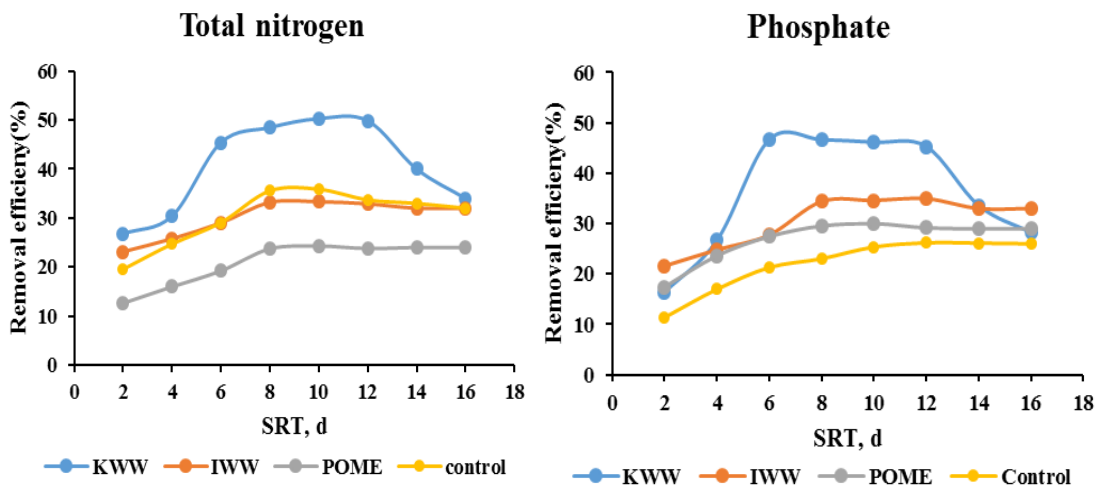 Total nitrogen
Removal efficieny(%)
60
50
40
30
20
10
0
0 2 4 6 8 10 12 14 16 18
SRT, d
KWW IWW POME control
Phosphate
Removal efficieny(%)
60
50
40
30
20
10
0
0 2 4 6 8 10 12 14 16 18
SRT, d
KWW IWW POME Control